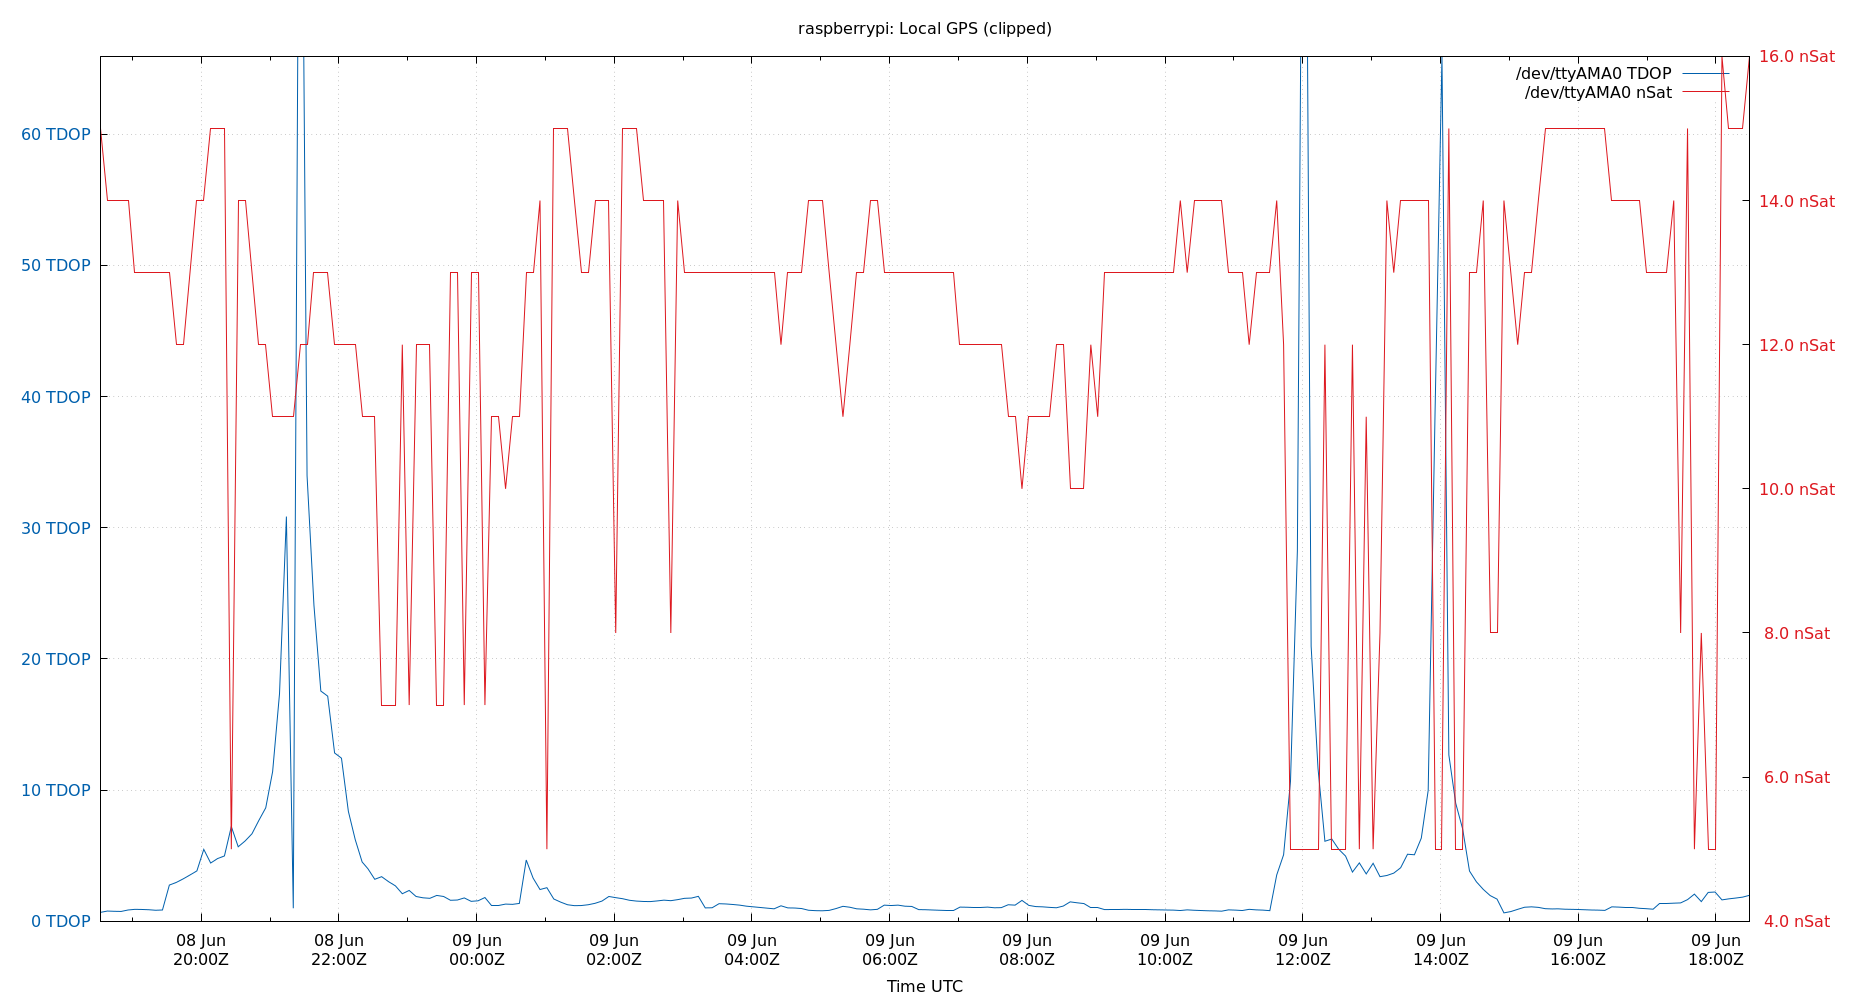 raspberrypi: Local GPS (clipped)
/dev/ttyAMA0 TDOP
/dev/ttyAMA0 nSat
60 TDOP
50 TDOP
40 TDOP
30 TDOP
20 TDOP
10 TDOP
0 TDOP
16.0 nSat
14.0 nSat
12.0 nSat
10.0 nSat
8.0 nSat
6.0 nSat
4.0 nSat
08 Jun
20:00Z
08 Jun
22:00Z
09 Jun
00:00Z
09 Jun
02:00Z
09 Jun
04:00Z
09 Jun
06:00Z
09 Jun
08:00Z
09 Jun
10:00Z
09 Jun
12:00Z
09 Jun
14:00Z
09 Jun
16:00Z
09 Jun
18:00Z
Time UTC